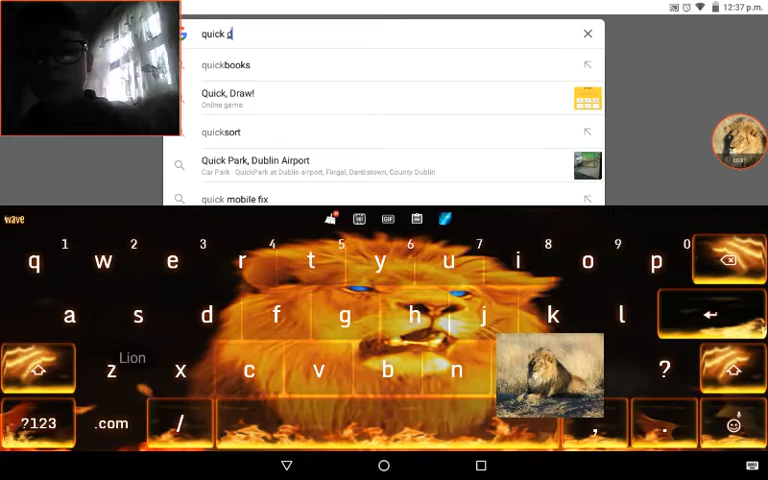 12:37 p.m.
quick d
quickbooks
Quick, Draw!
Online game
quicksort
Quick Park, Dublin Airport
Car Park · QuickPark at Dublin airport, Fingal, Dardistown, County Dublin
quick mobile fix
wave
HI GIF
1 2 3 4 5 6 7 8 9 0
q w e r t y u i o p
a s d f g h j k l
Lion
z x c v b n ?
?123 .com / , .